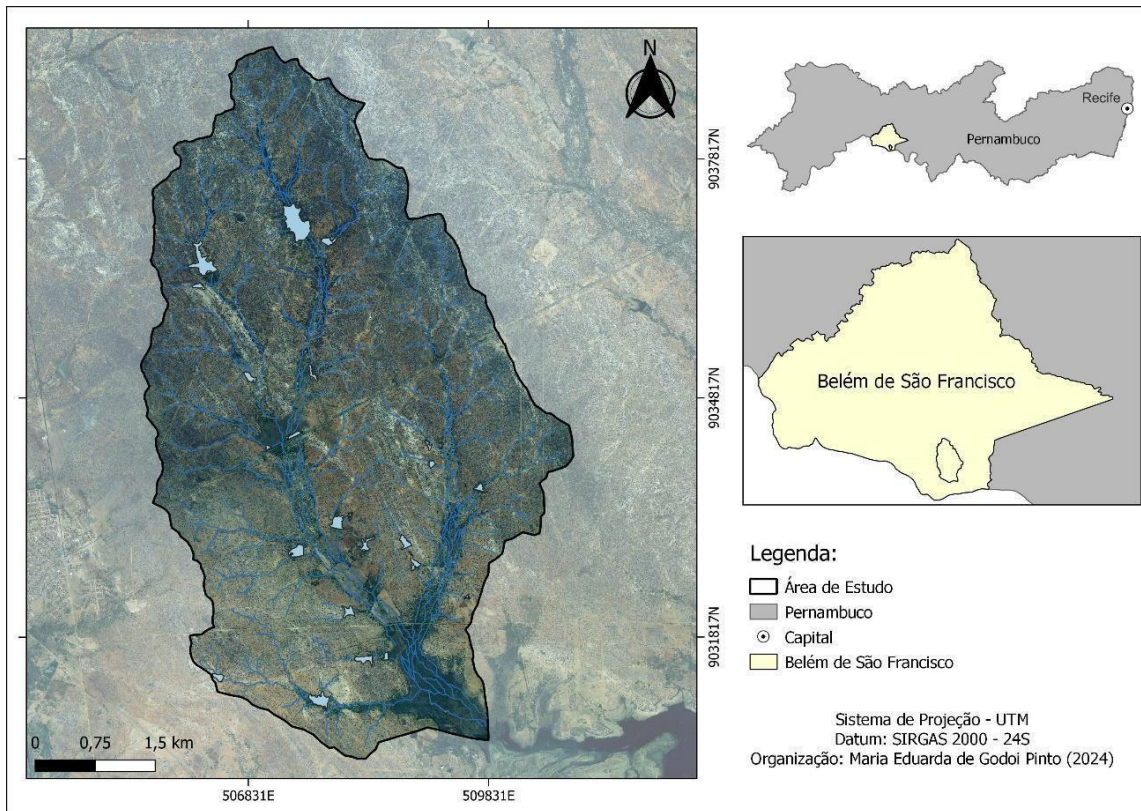 N
9037817N
9034817N
9031817N
0 0,75 1,5 km
506831E 509831E
Recife
Pernambuco
Belém de São Francisco
Legenda:
Área de Estudo
Pernambuco
Capital
Belém de São Francisco
Sistema de Projeção - UTM
Datum: SIRGAS 2000 - 24S
Organização: Maria Eduarda de Godoi Pinto (2024)